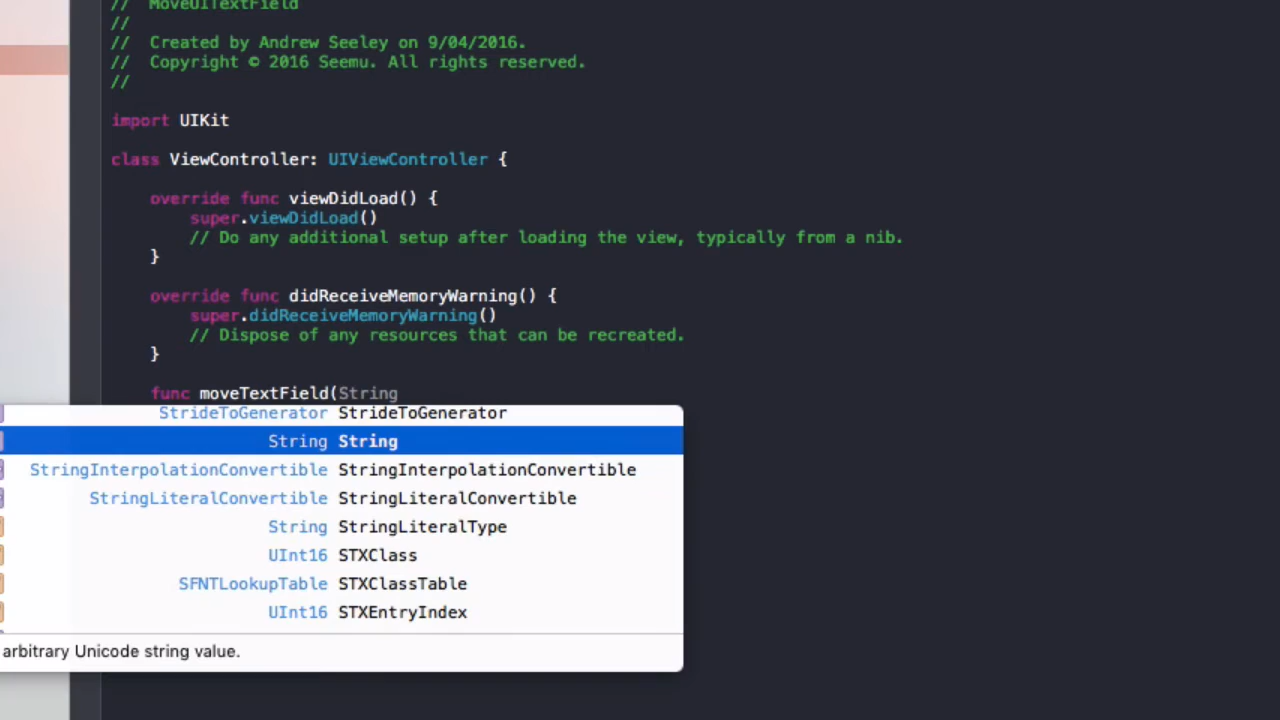 //  MoveUITextField
//
//  Created by Andrew Seeley on 9/04/2016.
//  Copyright © 2016 Seemu. All rights reserved.
//
import UIKit
class ViewController: UIViewController {
override func viewDidLoad() {
super.viewDidLoad()
// Do any additional setup after loading the view, typically from a nib.
}
override func didReceiveMemoryWarning() {
super.didReceiveMemoryWarning()
// Dispose of any resources that can be recreated.
}
func moveTextField(String
StrideToGenerator StrideToGenerator
String String
StringInterpolationConvertible StringInterpolationConvertible
StringLiteralConvertible StringLiteralConvertible
String StringLiteralType
UInt16 STXClass
SFNTLookupTable STXClassTable
UInt16 STXEntryIndex
arbitrary Unicode string value.